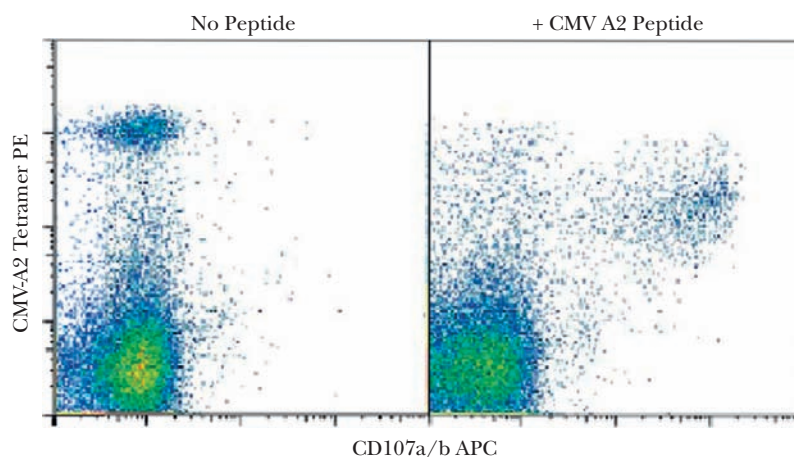 No Peptide
+ CMV A2 Peptide
CMV-A2 Tetramer PE
CD107a/b APC